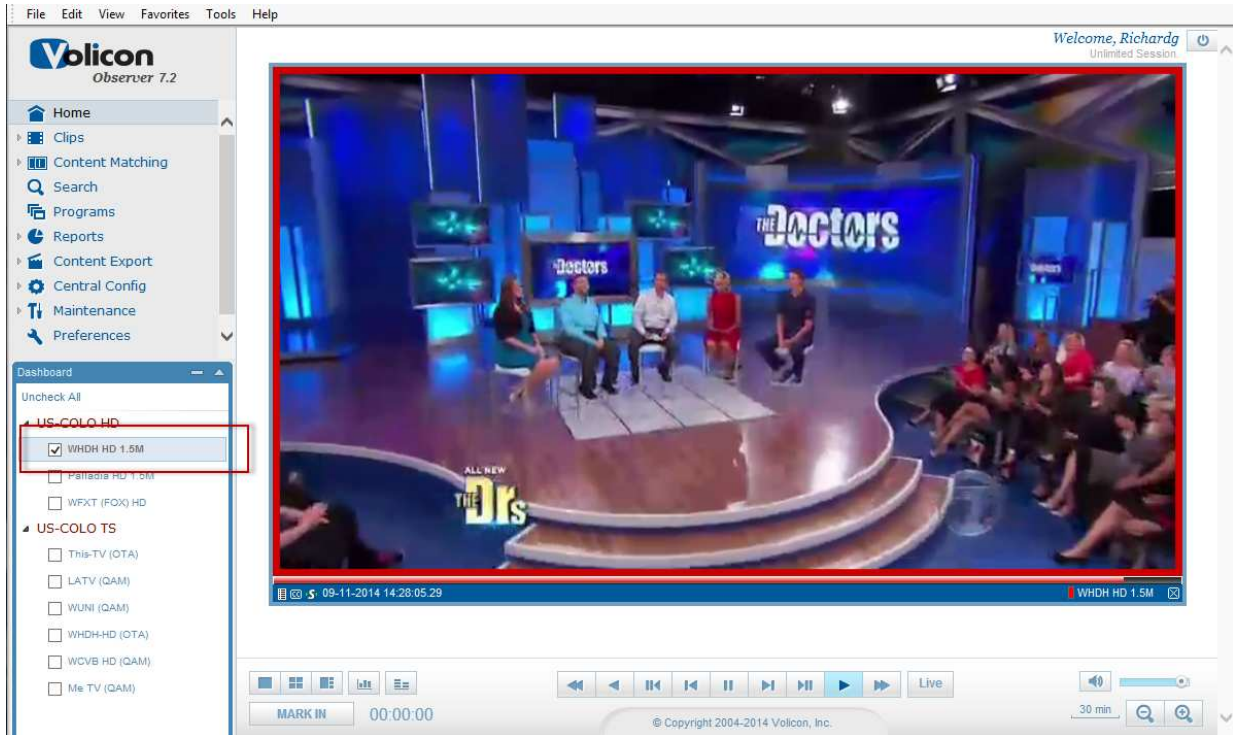 File Edit View Favorites Tools Help
Volicon
Observer 7.2
Welcome, Richardg
Unlimited Session
Home
Clips
Content Matching
Search
Programs
Reports
Content Export
Central Config
Maintenance
Preferences
Dashboard
Uncheck All
US-COLO HD
WHDH HD 1.5M
Palladia HD 1.5M
WFXT (FOX) HD
US-COLO TS
This-TV (OTA)
LATV (QAM)
WUNI (QAM)
WHDH-HD (OTA)
WCVB HD (QAM)
Me TV (QAM)
THE Doctors
Doctors
Doctors
ALL NEW
THE Drs
CC S 09-11-2014 14:28:05.29
WHDH HD 1.5M
Live
MARK IN 00:00:00
30 min
© Copyright 2004-2014 Volicon, Inc.